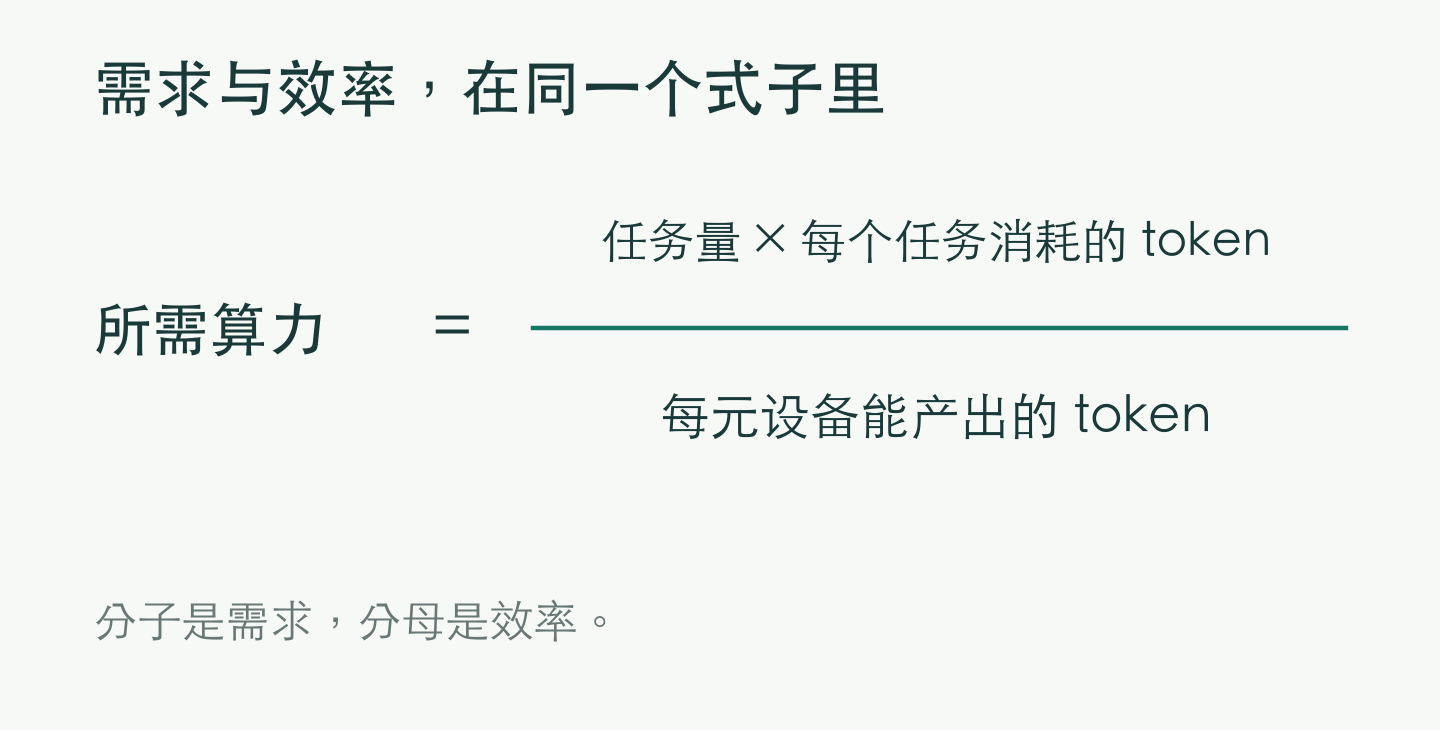 需求与效率，在同一个式子里
任务量 × 每个任务消耗的 token
所需算力 =
每元设备能产出的 token
分子是需求，分母是效率。